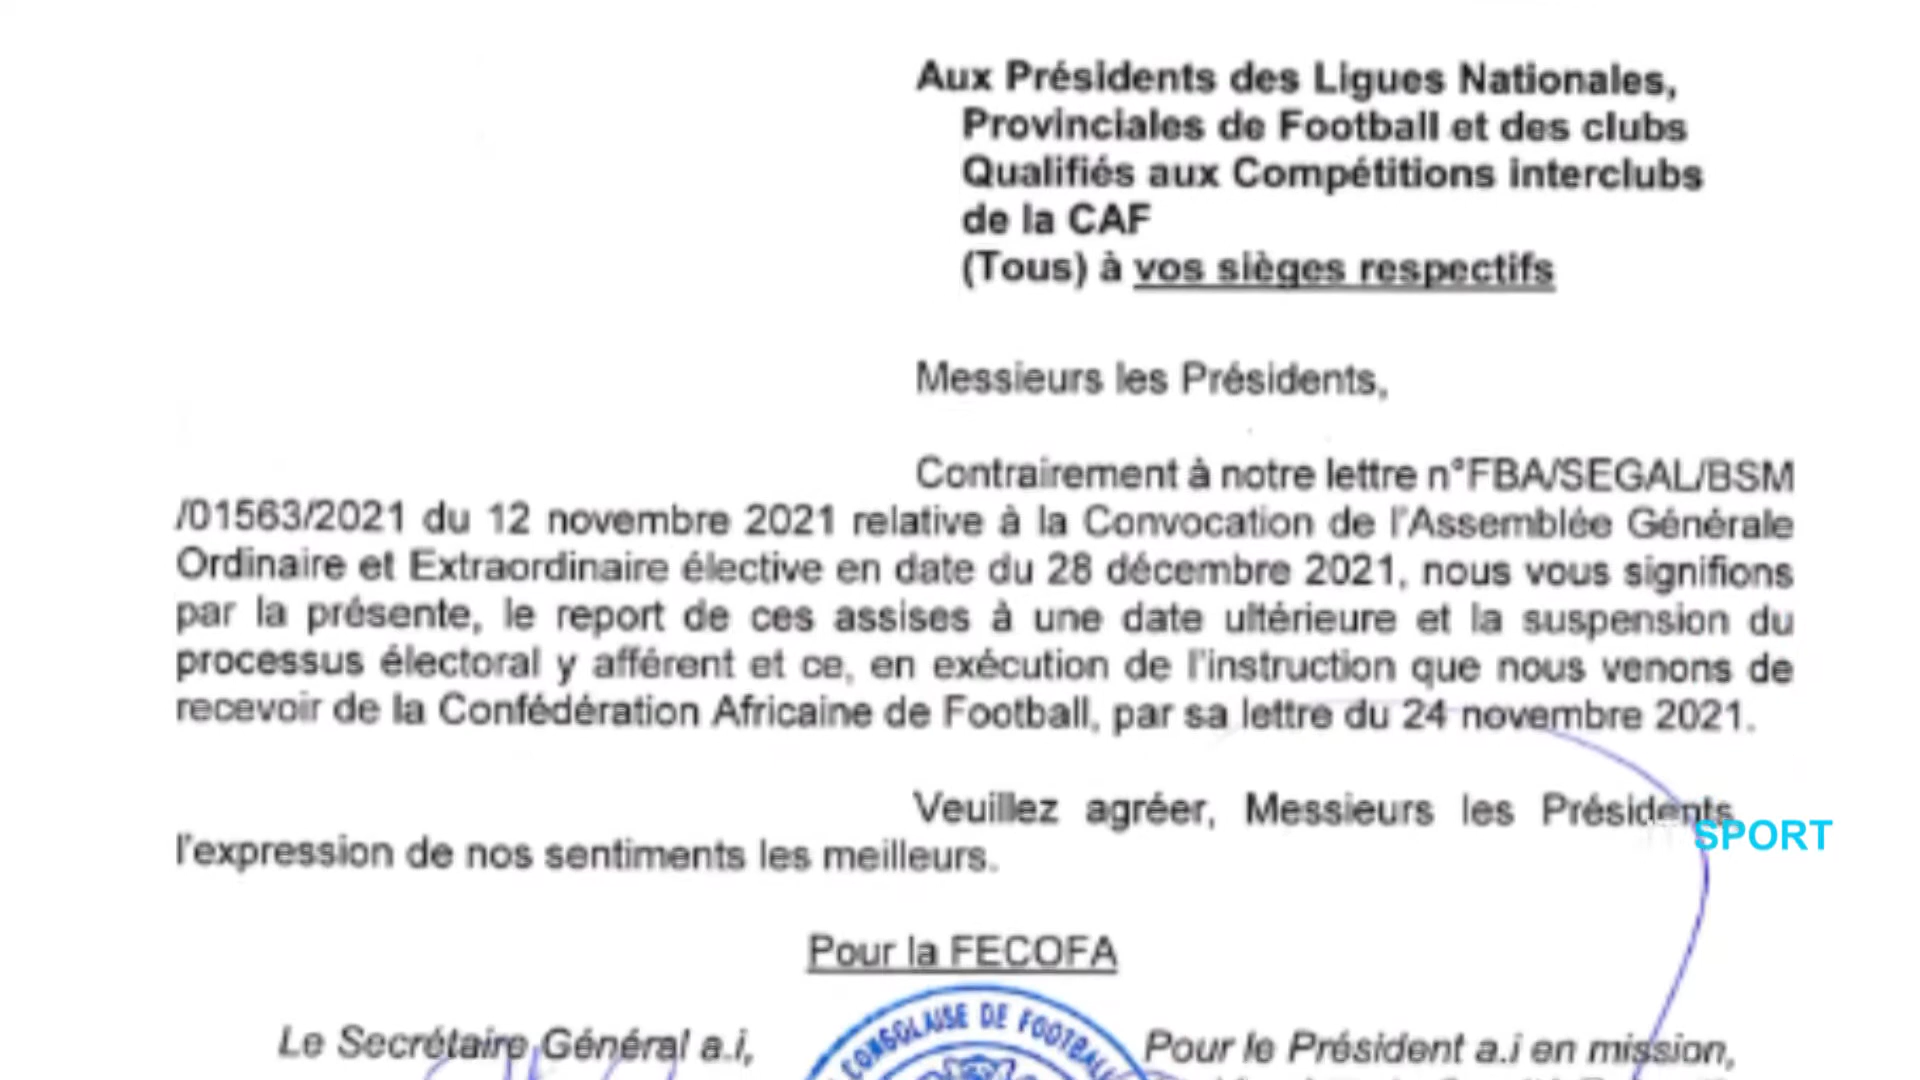 Aux Présidents des Ligues Nationales,
Provinciales de Football et des clubs
Qualifiés aux Compétitions interclubs
de la CAF
(Tous) à vos sièges respectifs
Messieurs les Présidents,
Contrairement à notre lettre n°FBA/SEGAL/BSM
/01563/2021 du 12 novembre 2021 relative à la Convocation de l'Assemblée Générale
Ordinaire et Extraordinaire élective en date du 28 décembre 2021, nous vous signifions
par la présente, le report de ces assises à une date ultérieure et la suspension du
processus électoral y afférent et ce, en exécution de l'instruction que nous venons de
recevoir de la Confédération Africaine de Football, par sa lettre du 24 novembre 2021.
Veuillez agréer, Messieurs les Présidents
SPORT
l'expression de nos sentiments les meilleurs.
Pour la FECOFA
CONGOLAISE DE FOOTBALL
Le Secrétaire Général a.i,
Pour le Président a.i en mission,